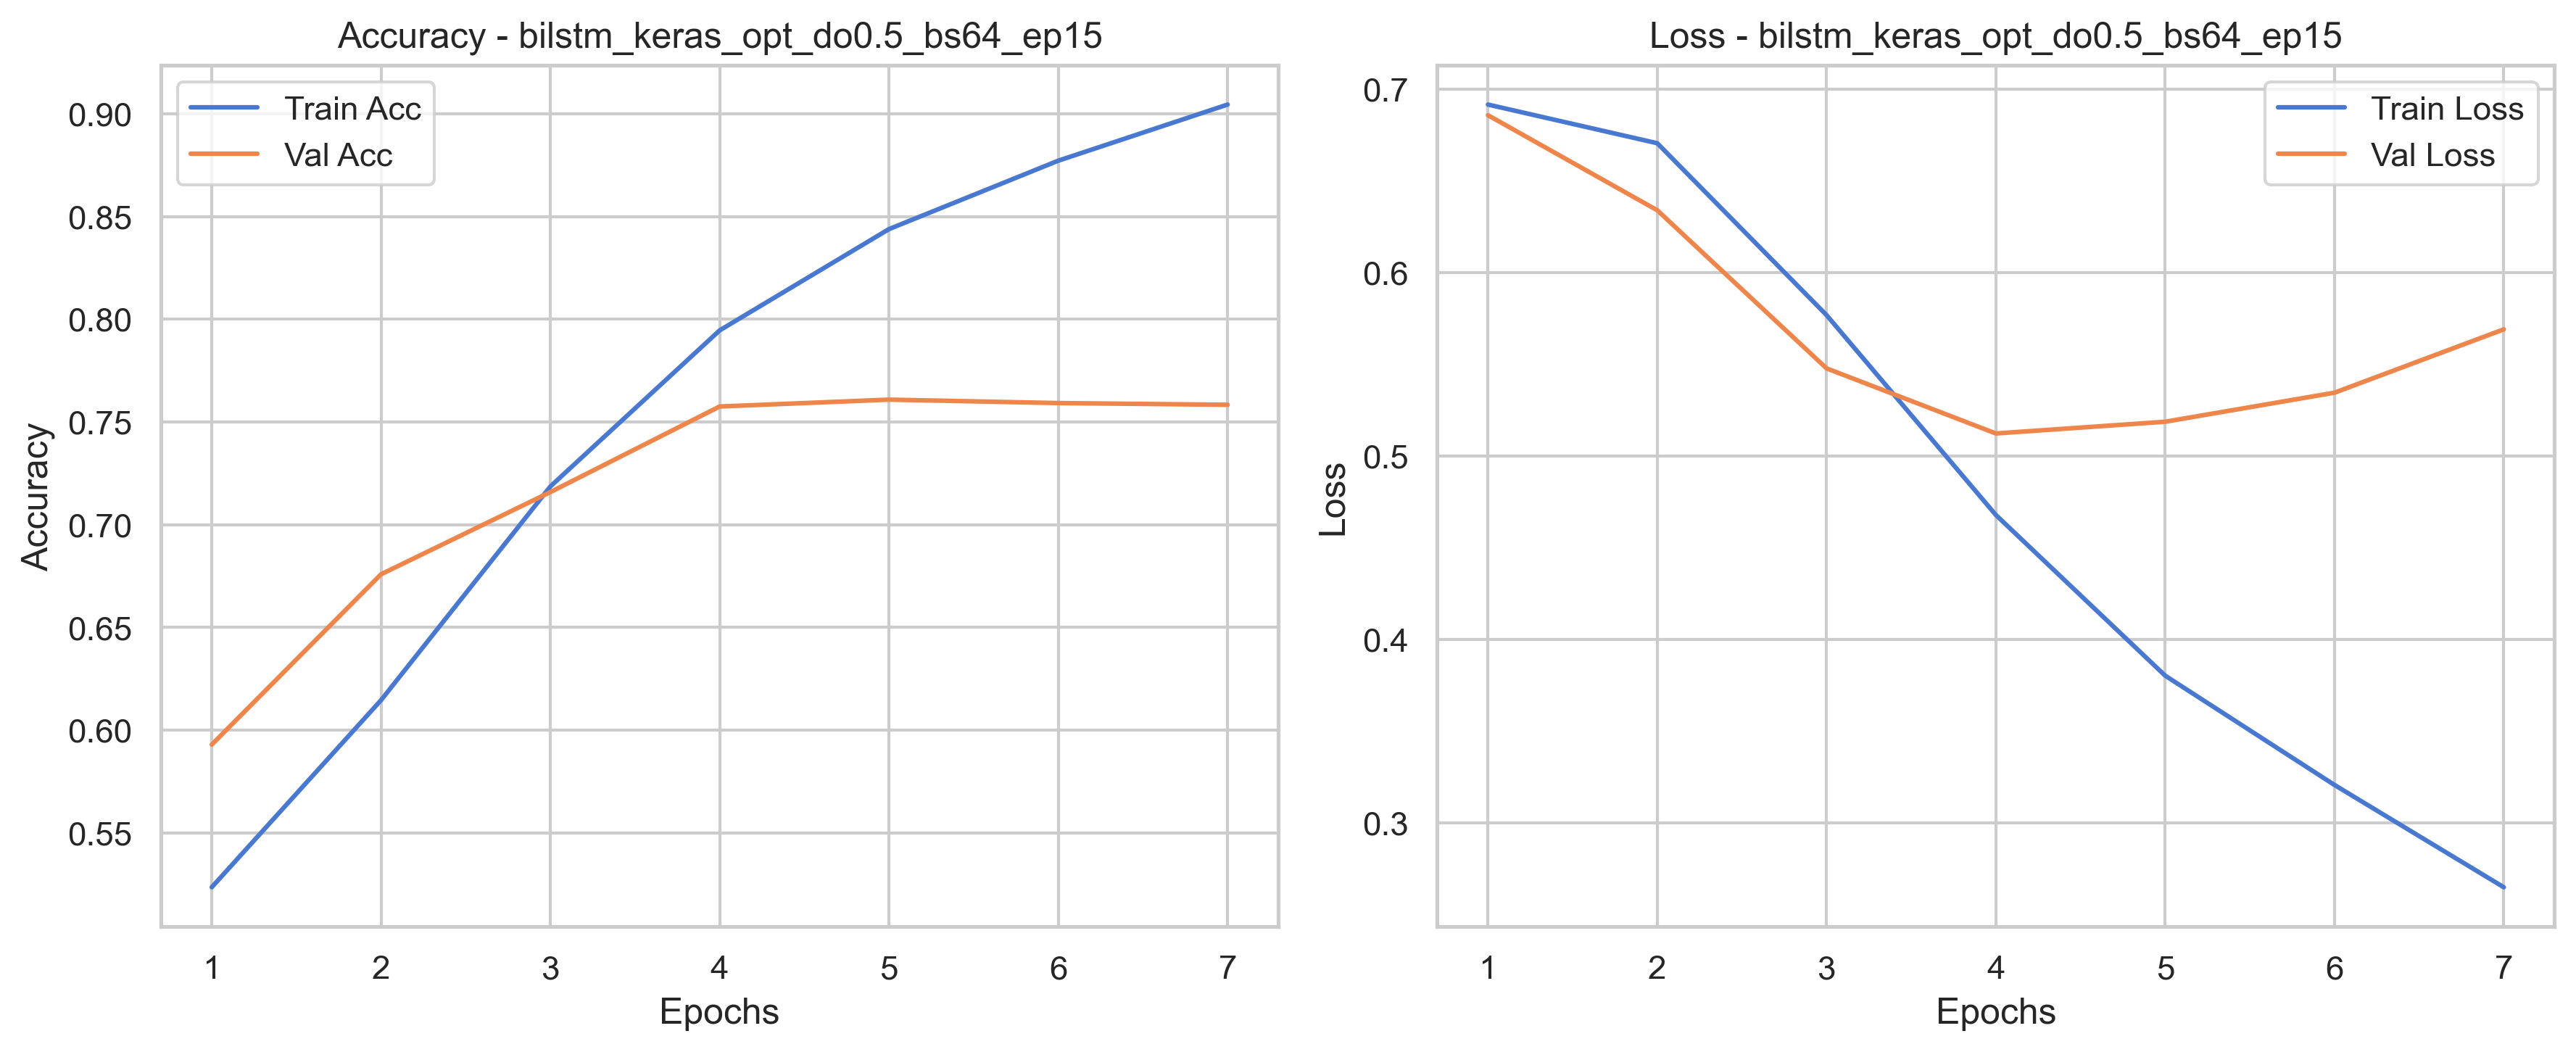 Accuracy - bilstm_keras_opt_do0.5_bs64_ep15
Train Acc
Val Acc
0.90
0.85
0.80
0.75
0.70
0.65
0.60
0.55
Accuracy
1 2 3 4 5 6 7
Epochs
Loss - bilstm_keras_opt_do0.5_bs64_ep15
Train Loss
Val Loss
0.7
0.6
0.5
0.4
0.3
Loss
1 2 3 4 5 6 7
Epochs